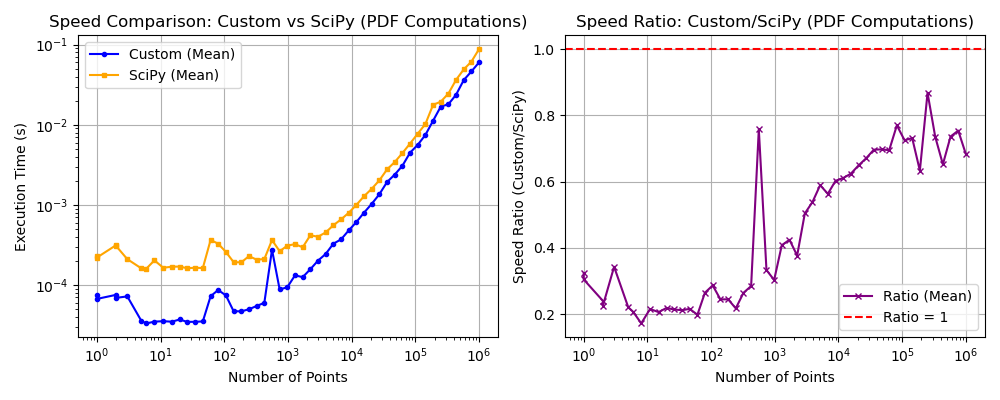 Speed Comparison: Custom vs SciPy (PDF Computations)
10⁻¹
10⁻²
10⁻³
10⁻⁴
Execution Time (s)
Custom (Mean)
SciPy (Mean)
10⁰ 10¹ 10² 10³ 10⁴ 10⁵ 10⁶
Number of Points
Speed Ratio: Custom/SciPy (PDF Computations)
1.0
0.8
0.6
0.4
0.2
Speed Ratio (Custom/SciPy)
Ratio (Mean)
Ratio = 1
10⁰ 10¹ 10² 10³ 10⁴ 10⁵ 10⁶
Number of Points